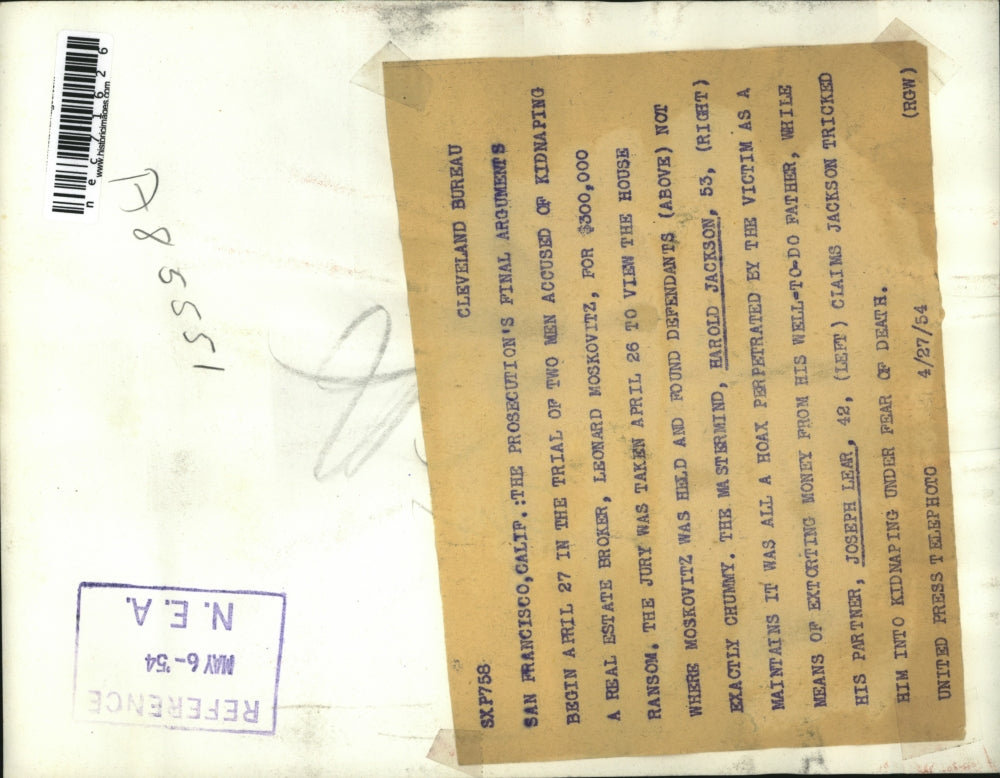 SXP758 CLEVELAND BUREAU
SAN FRANCISCO,CALIF.:THE PROSECUTION'S FINAL ARGUMENTS
BEGIN APRIL 27 IN THE TRIAL OF TWO MEN ACCUSED OF KIDNAPING
A REAL ESTATE BROKER, LEONARD MOSKOVITZ, FOR $300,000
RANSOM. THE JURY WAS TAKEN APRIL 26 TO VIEW THE HOUSE
WHERE MOSKOVITZ WAS HELD AND FOUND DEFENDANTS (ABOVE) NOT
EXACTLY CHUMMY. THE MASTERMIND, HAROLD JACKSON, 53, (RIGHT)
MAINTAINS IT WAS ALL A HOAX PERPETRATED BY THE VICTIM AS A
MEANS OF EXTORTING MONEY FROM HIS WELL-TO-DO FATHER, WHILE
HIS PARTNER, JOSEPH LEAR, 42, (LEFT) CLAIMS JACKSON TRICKED
HIM INTO KIDNAPING UNDER FEAR OF DEATH. (RGW)
UNITED PRESS TELEPHOTO 4/27/54
nec71626
www.historicimages.com
REFERENCE
MAY 6-'54
N.E.A.